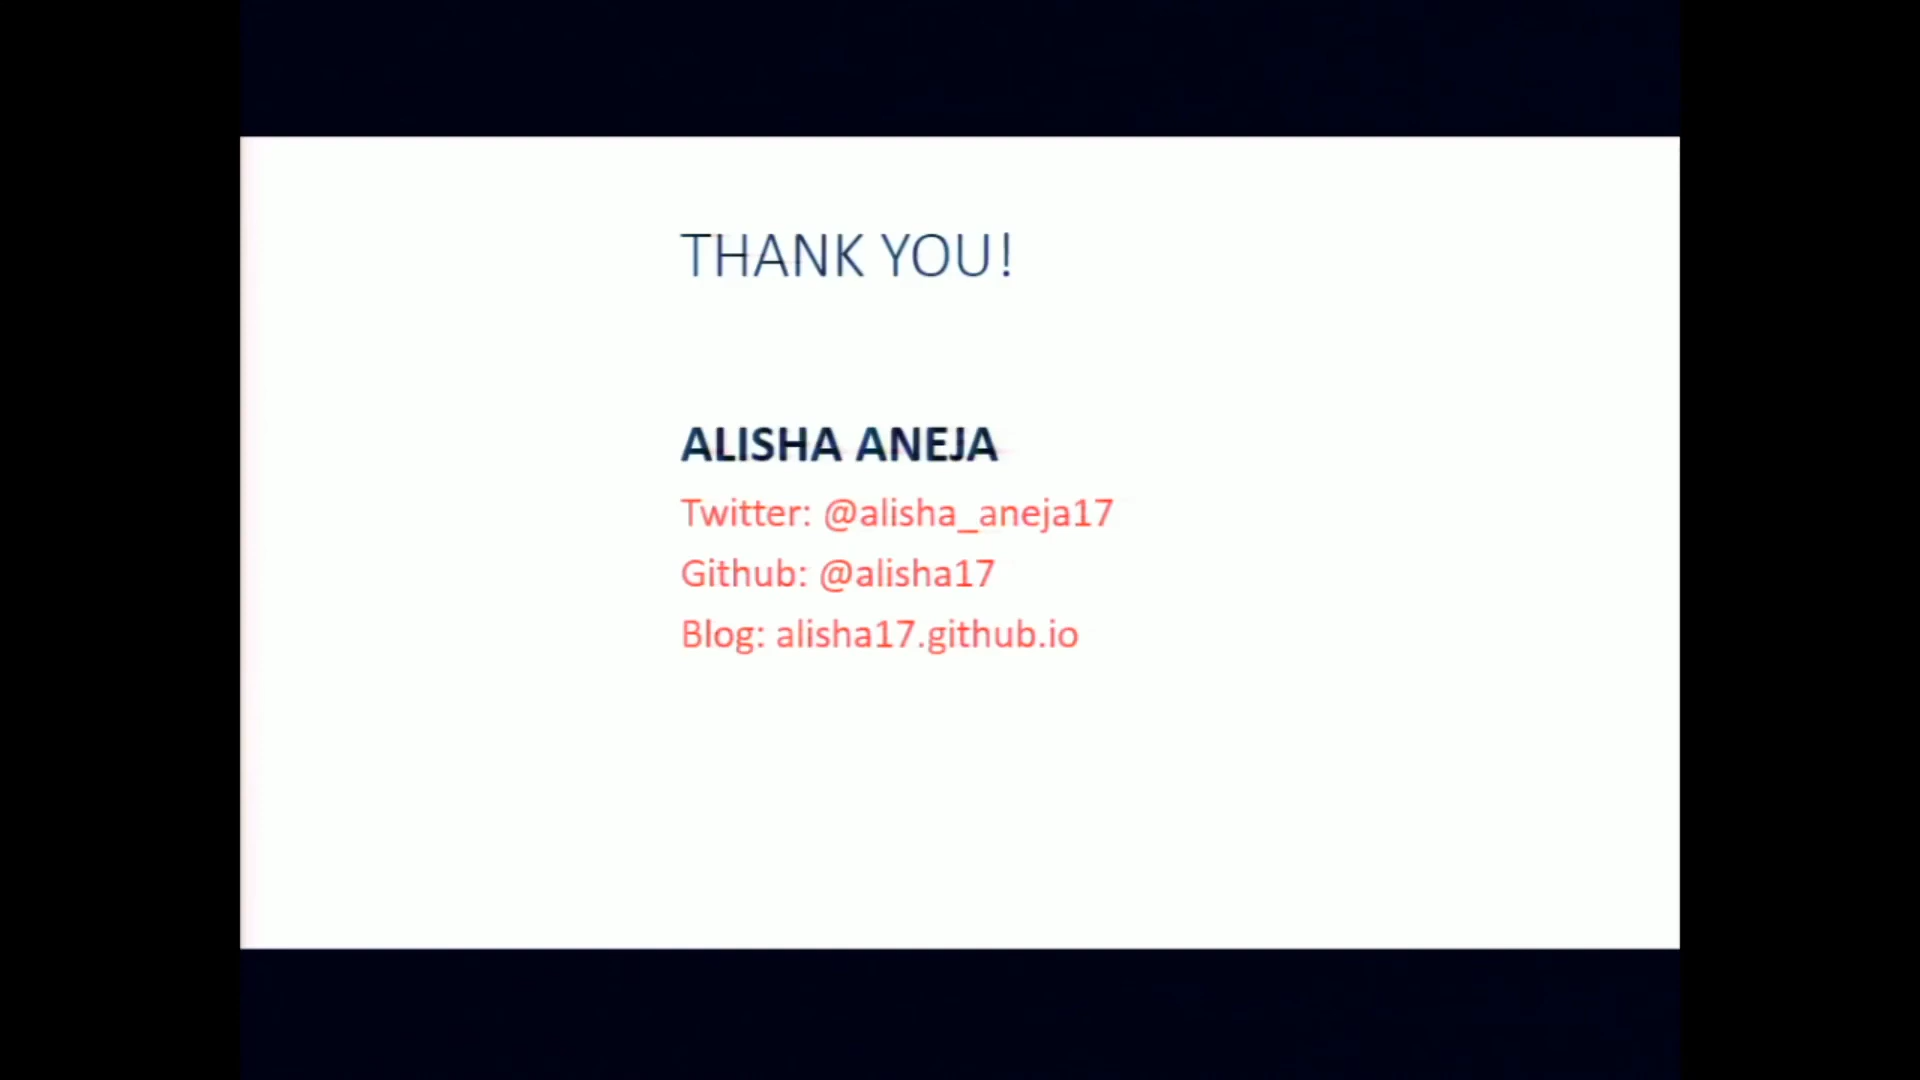 THANK YOU!
ALISHA ANEJA
Twitter: @alisha_aneja17
Github: @alisha17
Blog: alisha17.github.io